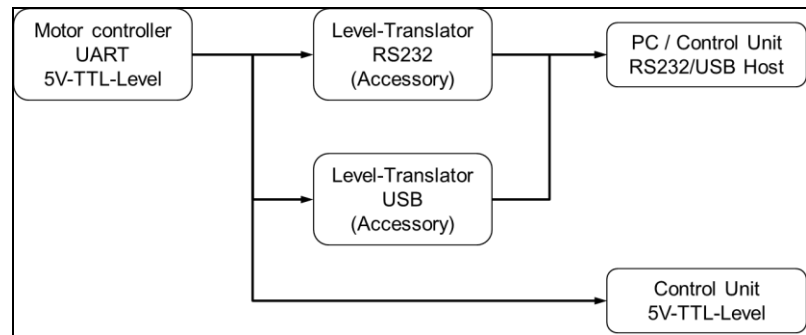 Motor controller
UART
5V-TTL-Level
Level-Translator
RS232
(Accessory)
PC / Control Unit
RS232/USB Host
Level-Translator
USB
(Accessory)
Control Unit
5V-TTL-Level